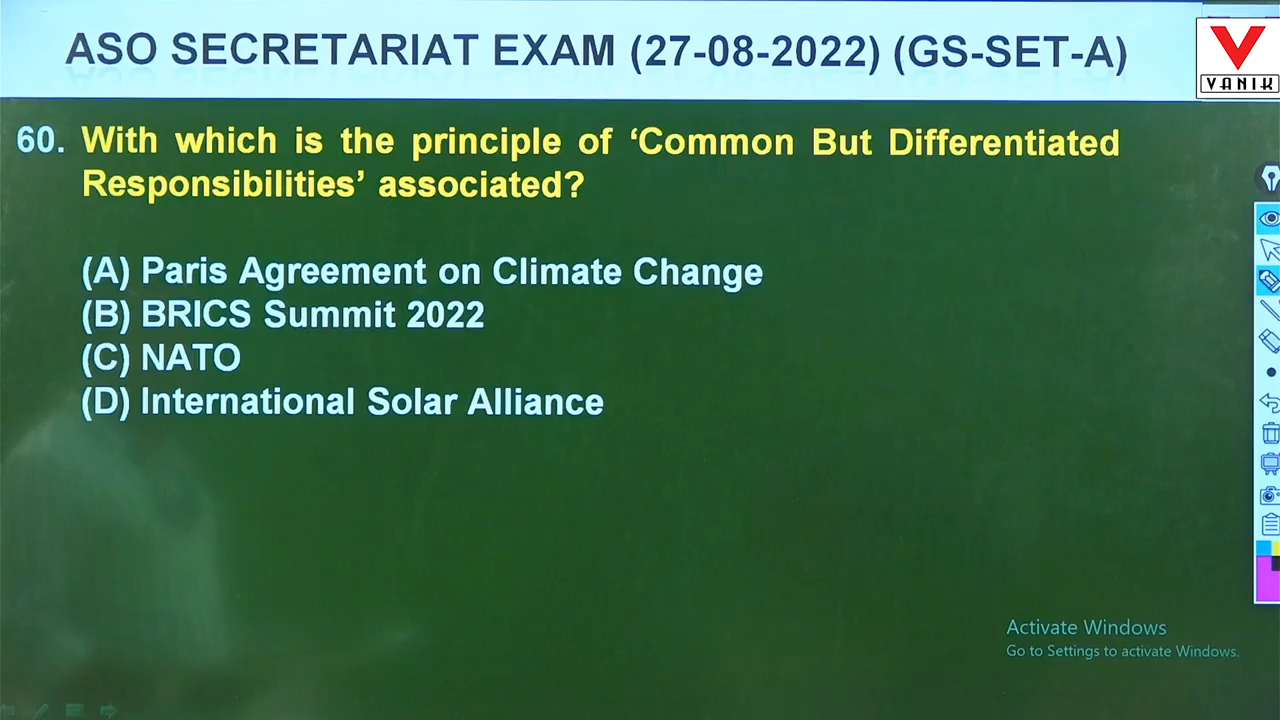 ASO SECRETARIAT EXAM (27-08-2022) (GS-SET-A)
VANIK
60. With which is the principle of ‘Common But Differentiated
Responsibilities’ associated?
(A) Paris Agreement on Climate Change
(B) BRICS Summit 2022
(C) NATO
(D) International Solar Alliance
Activate Windows
Go to Settings to activate Windows.